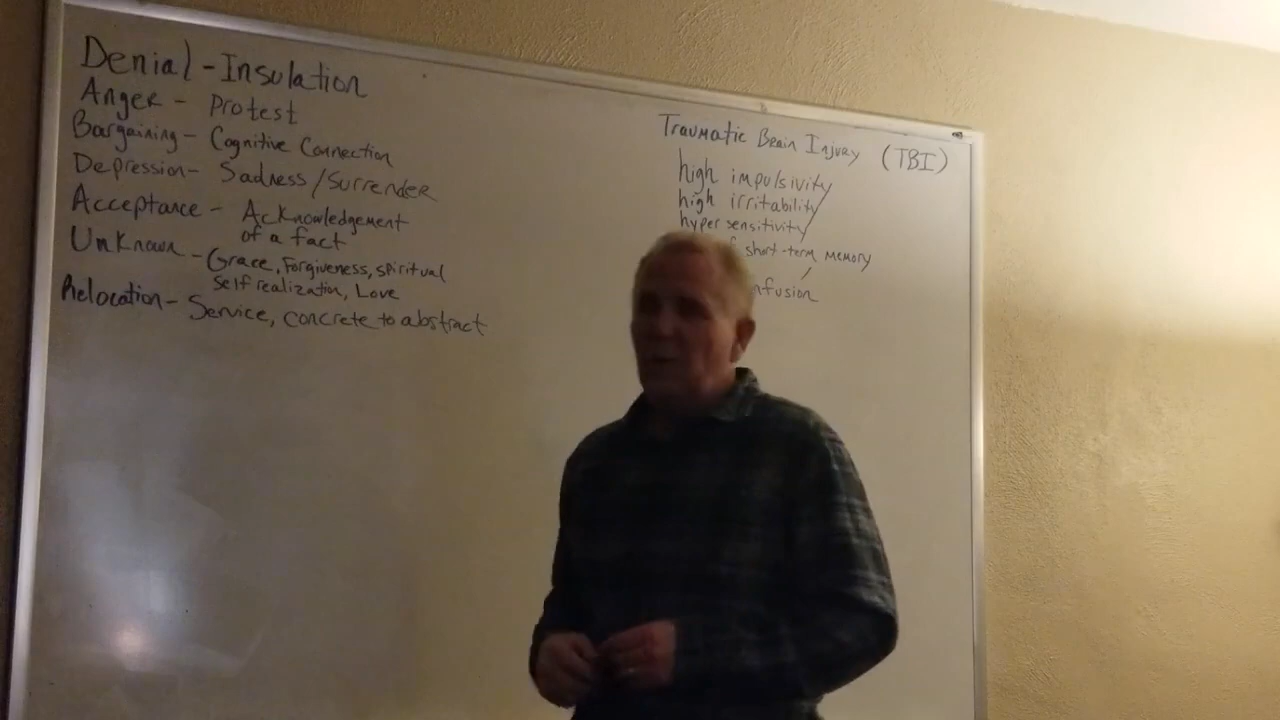 Denial - Insulation
Anger - Protest
Bargaining - Cognitive Connection
Depression - Sadness/Surrender
Acceptance - Acknowledgement
of a fact
Unknown - Grace, Forgiveness, spiritual
self realization, Love
Relocation - Service, concrete to abstract
Traumatic Brain Injury (TBI)
high impulsivity
high irritability
hyper sensitivity
short-term memory